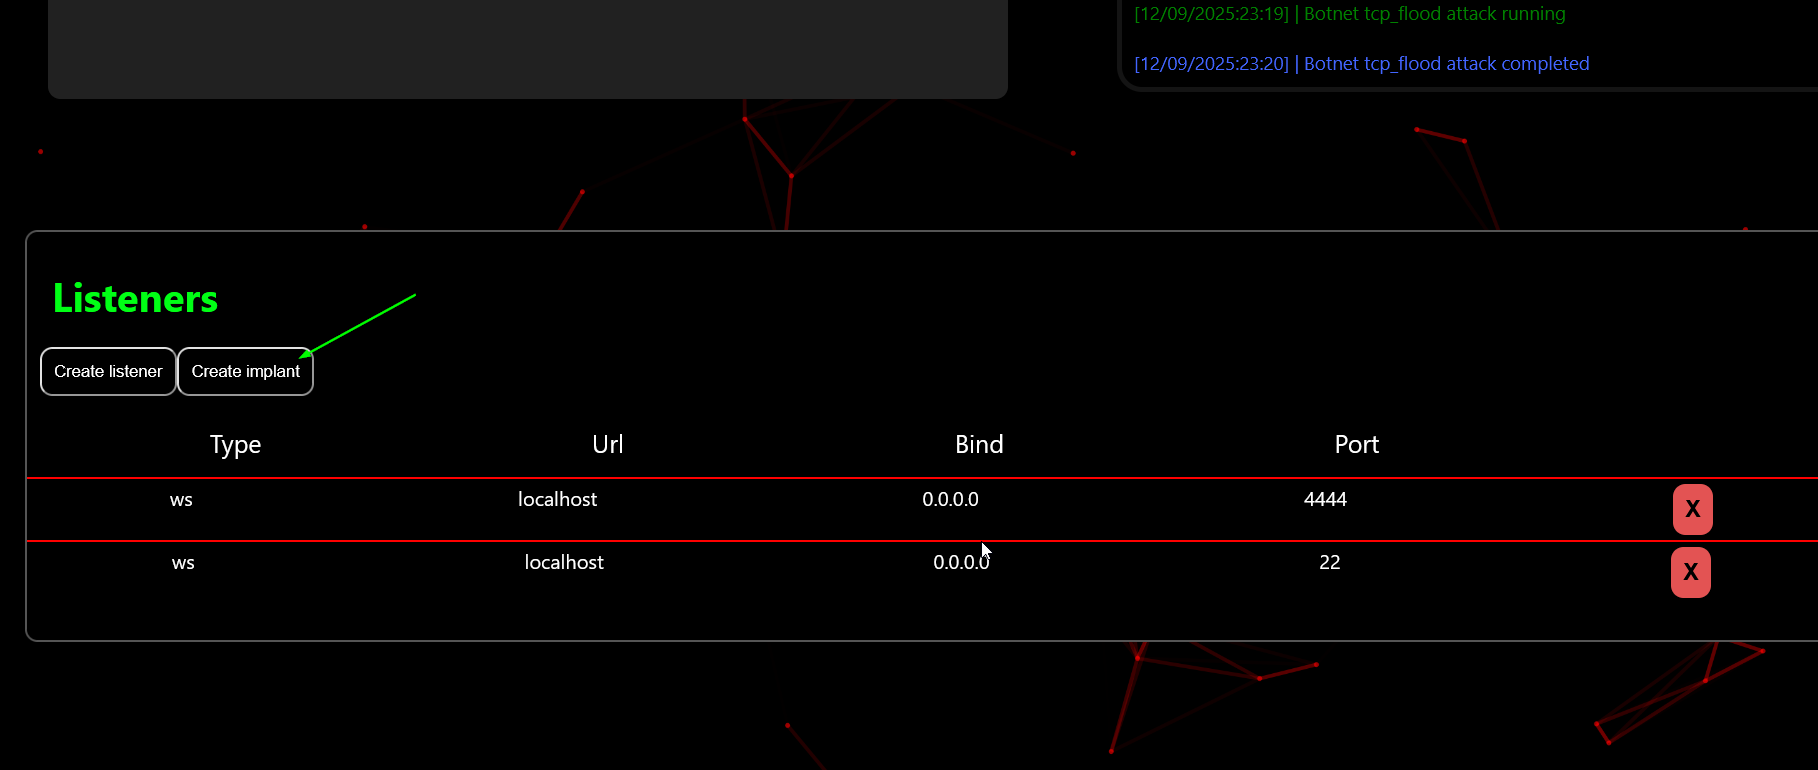 [12/09/2025:23:19] | Botnet tcp_flood attack running
[12/09/2025:23:20] | Botnet tcp_flood attack completed
Listeners
Create listener Create implant
Type Url Bind Port
ws localhost 0.0.0.0 4444 X
ws localhost 0.0.0.0 22 X